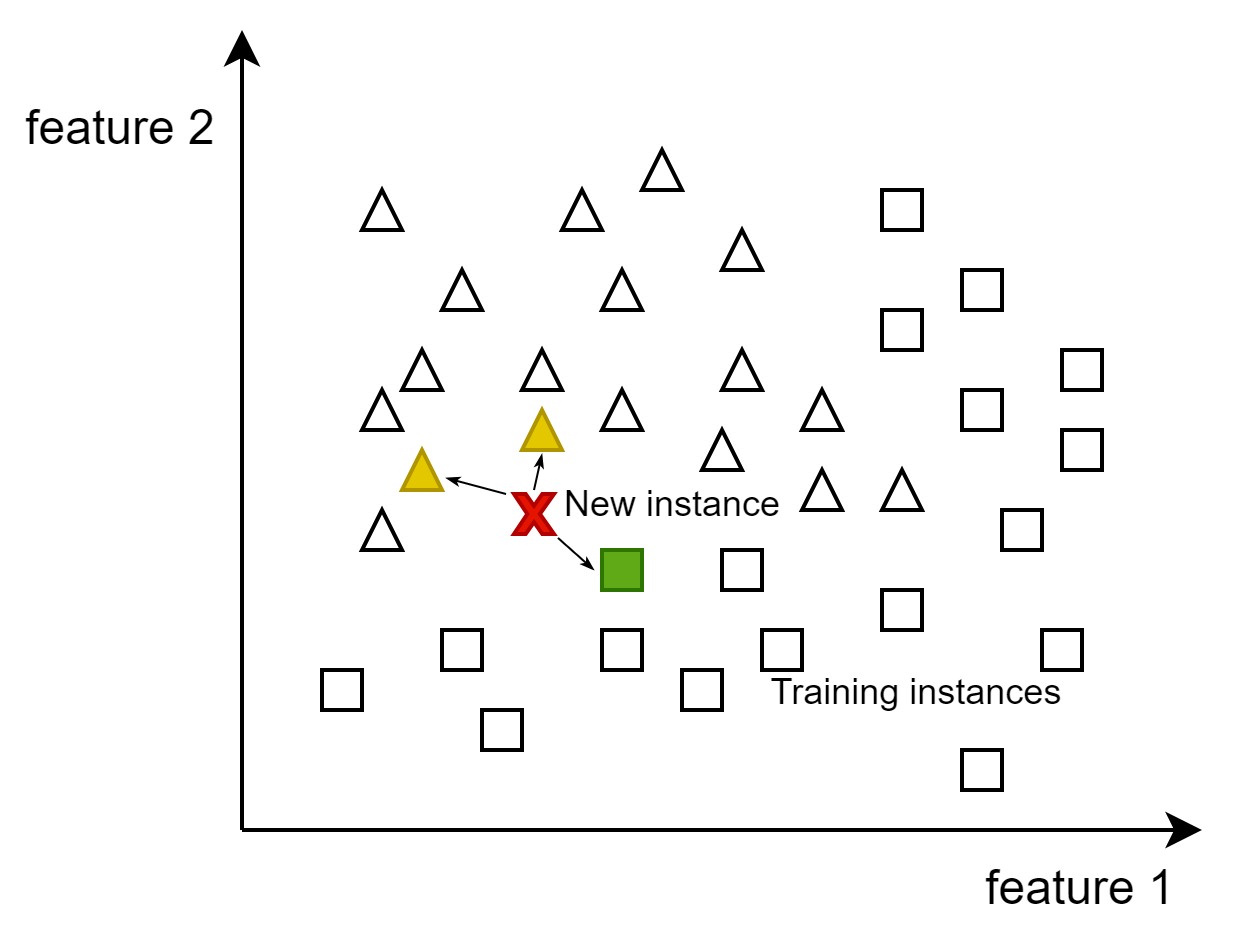 feature 2
New instance
Training instances
feature 1